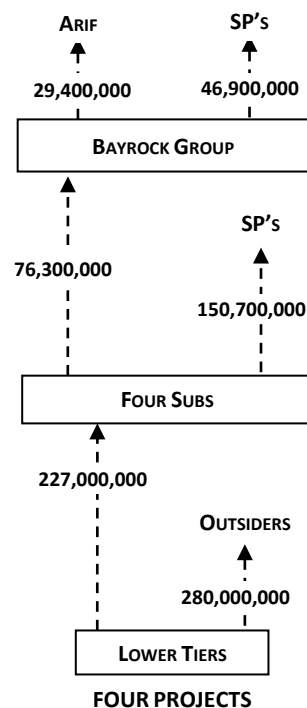 ARIF SP'S
29,400,000 46,900,000
BAYROCK GROUP
SP'S
76,300,000
150,700,000
FOUR SUBS
227,000,000
OUTSIDERS
280,000,000
LOWER TIERS
FOUR PROJECTS